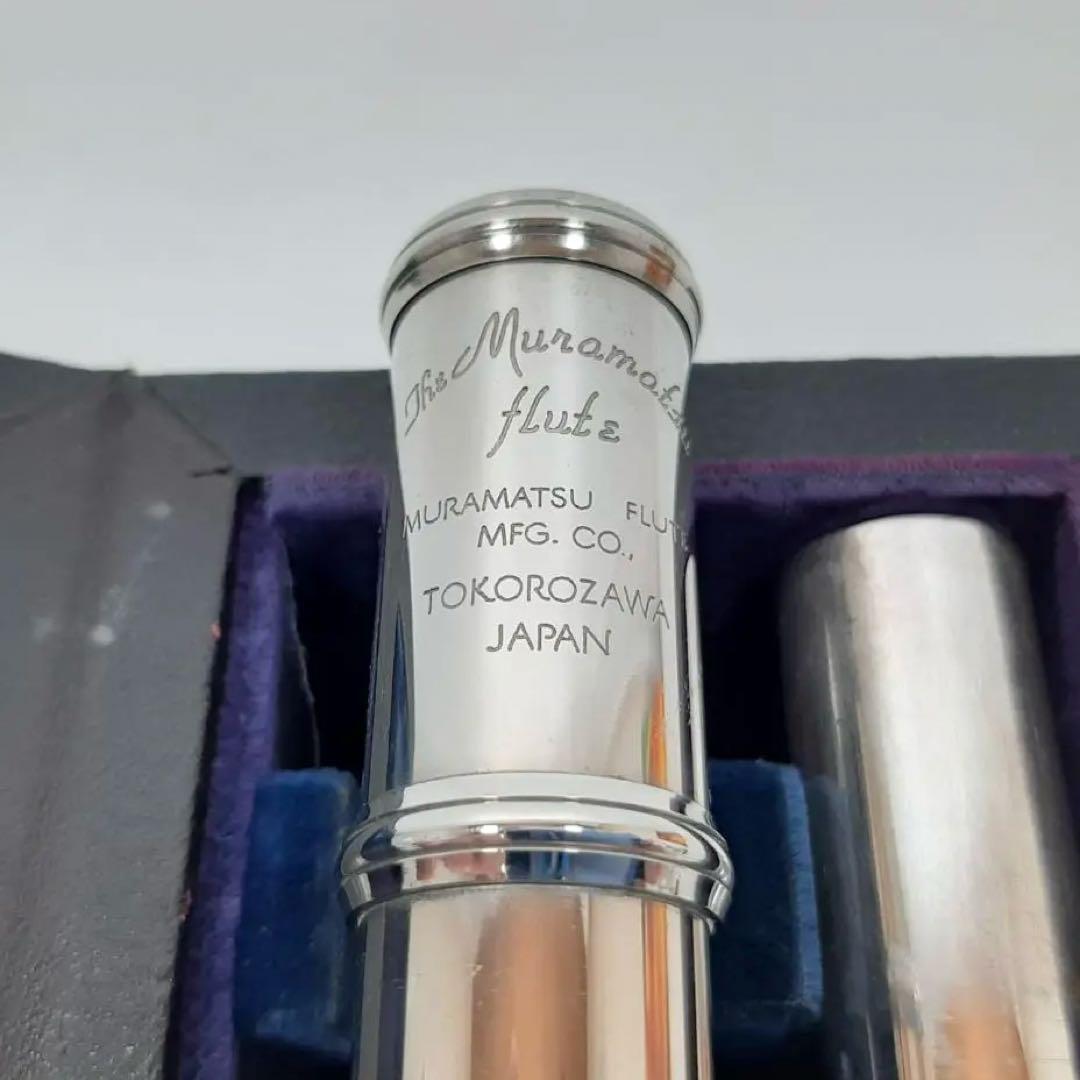 The Muramatsu
flute
MURAMATSU FLUTE
MFG. CO.,
TOKOROZAWA
JAPAN